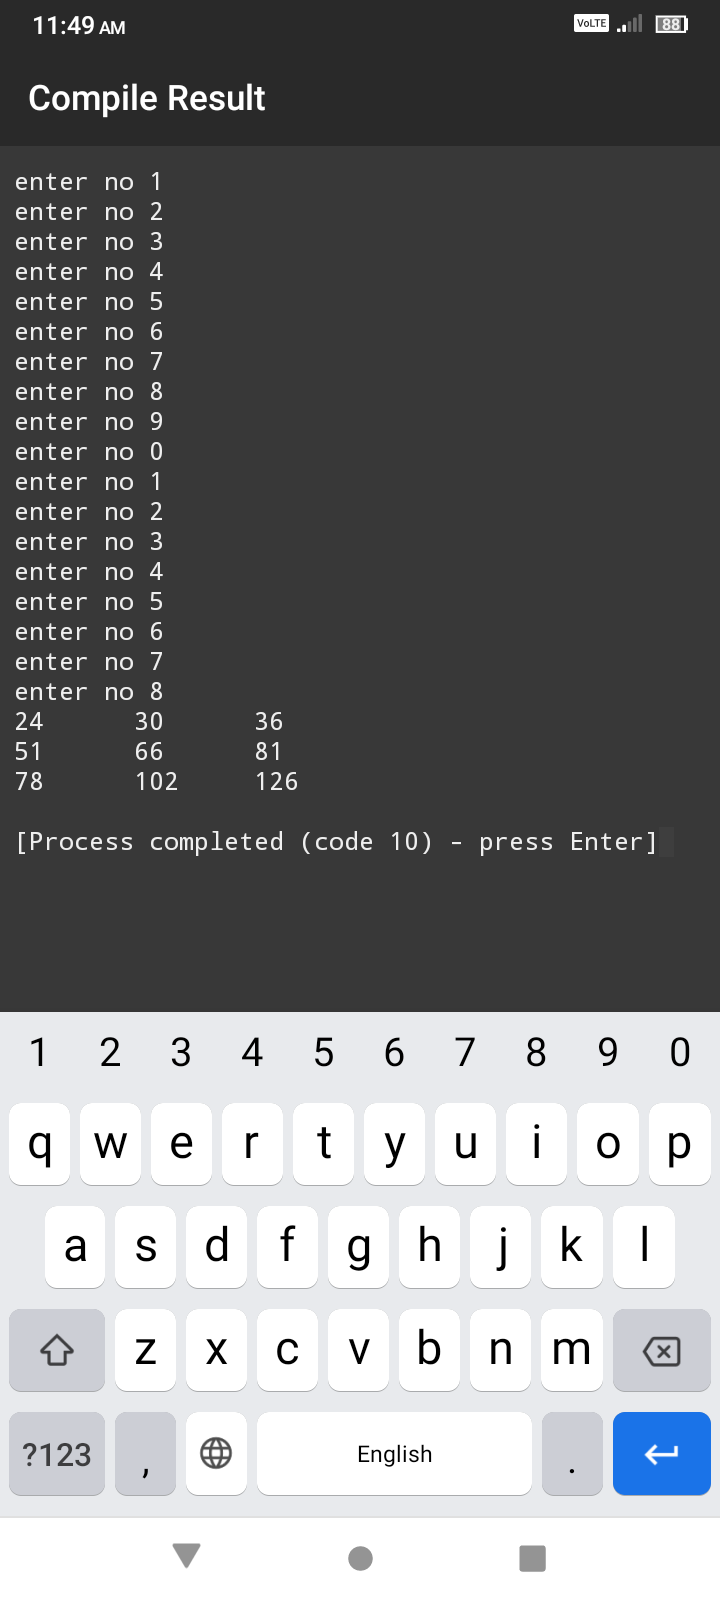 11:49 AM VoLTE 88
Compile Result
enter no 1
enter no 2
enter no 3
enter no 4
enter no 5
enter no 6
enter no 7
enter no 8
enter no 9
enter no 0
enter no 1
enter no 2
enter no 3
enter no 4
enter no 5
enter no 6
enter no 7
enter no 8
24 30 36
51 66 81
78 102 126
[Process completed (code 10) - press Enter]
1 2 3 4 5 6 7 8 9 0
q w e r t y u i o p
a s d f g h j k l
z x c v b n m
?123 , English .